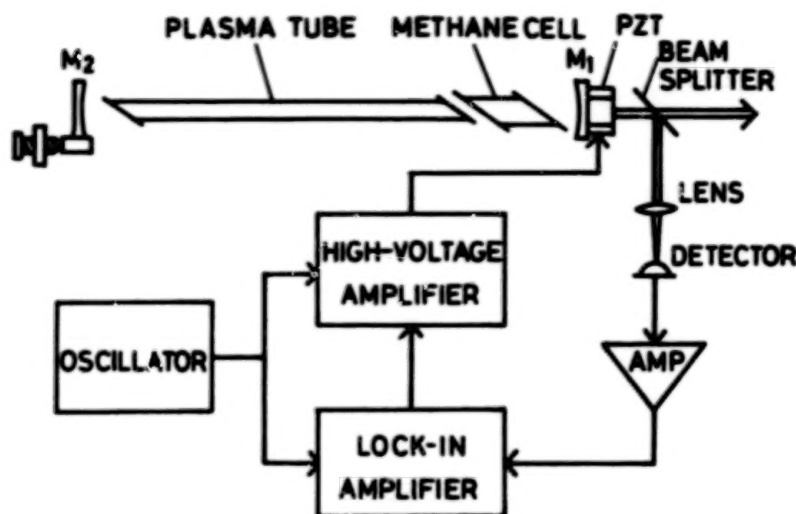 PLASMA TUBE
METHANE CELL
PZT
M2
M1
BEAM
SPLITTER
LENS
DETECTOR
HIGH-VOLTAGE
AMPLIFIER
OSCILLATOR
AMP
LOCK-IN
AMPLIFIER